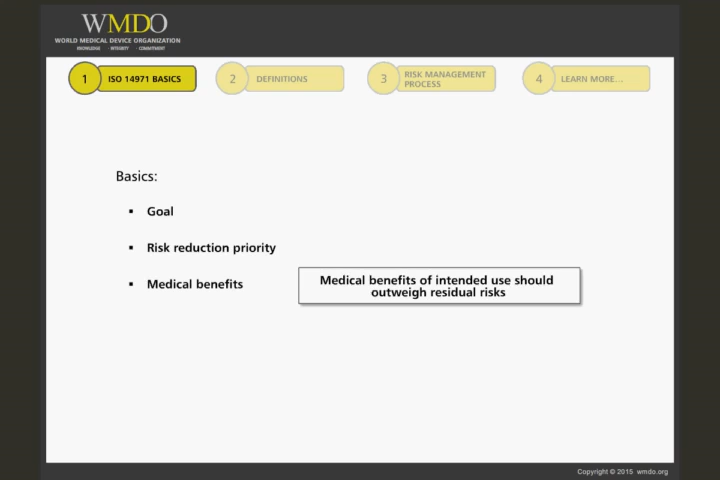 WMDO
WORLD MEDICAL DEVICE ORGANIZATION
KNOWLEDGE · INTEGRITY · COMMITMENT
1 ISO 14971 BASICS
2 DEFINITIONS
3 RISK MANAGEMENT
PROCESS
4 LEARN MORE...
Basics:
▪ Goal
▪ Risk reduction priority
▪ Medical benefits
Medical benefits of intended use should
outweigh residual risks
Copyright © 2015 wmdo.org